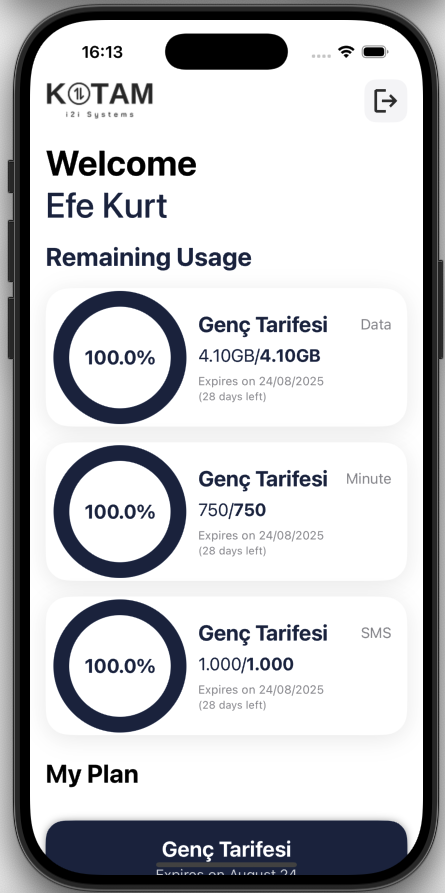 16:13
KOTAM
i2i Systems
Welcome
Efe Kurt
Remaining Usage
100.0%
Genç Tarifesi
Data
4.10GB/4.10GB
Expires on 24/08/2025
(28 days left)
100.0%
Genç Tarifesi
Minute
750/750
Expires on 24/08/2025
(28 days left)
100.0%
Genç Tarifesi
SMS
1.000/1.000
Expires on 24/08/2025
(28 days left)
My Plan
Genç Tarifesi
Expires on August 24